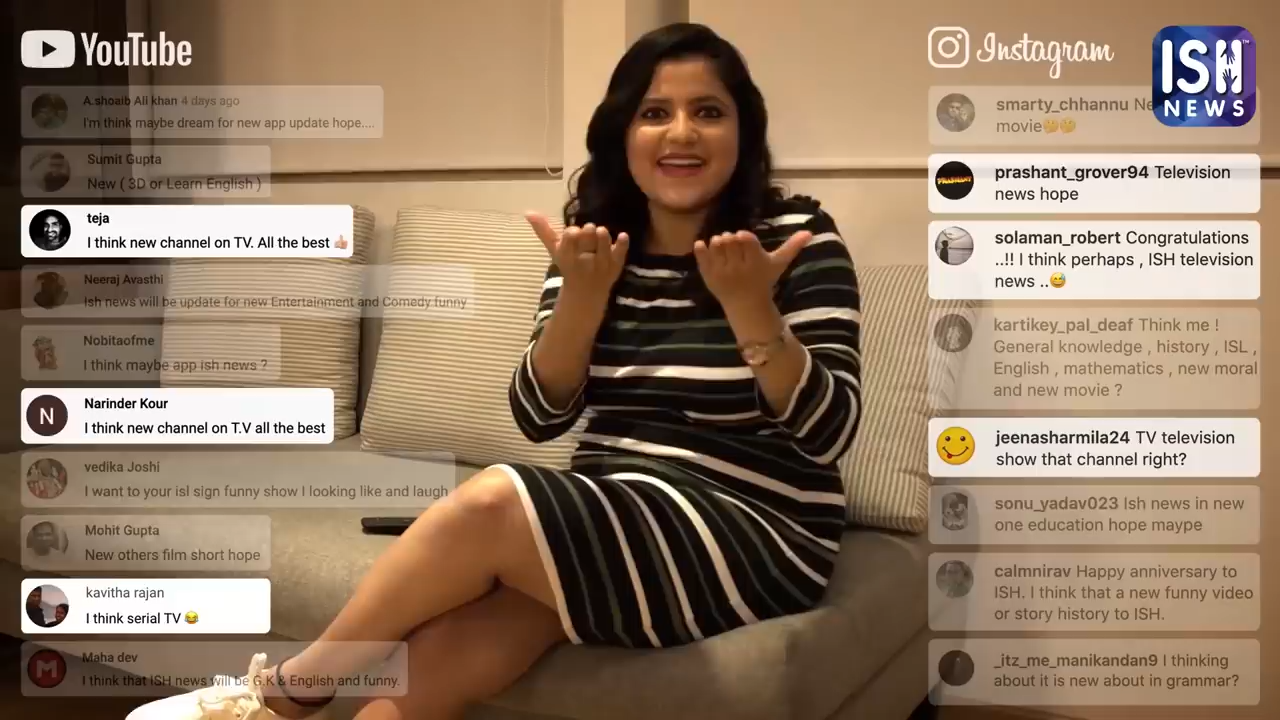 YouTube
A.shoaib Ali khan 4 days ago
I'm think maybe dream for new app update hope....
Sumit Gupta
New ( 3D or Learn English )
teja
I think new channel on TV. All the best 👍
Neeraj Avasthi
Ish news will be update for new Entertainment and Comedy funny
Nobitaofme
I think maybe app ish news ?
N
Narinder Kour
I think new channel on T.V all the best
vedika Joshi
I want to your isl sign funny show I looking like and laugh
Mohit Gupta
New others film short hope
kavitha rajan
I think serial TV 😂
M
Maha dev
I think that ISH news will be G.K & English and funny.
Instagram
ISH
NEWS
smarty_chhannu
movie🤔🤔
PRASHANT
prashant_grover94 Television
news hope
solaman_robert Congratulations
..!! I think perhaps , ISH television
news ..😅
kartikey_pal_deaf Think me !
General knowledge , history , ISL ,
English , mathematics , new moral
and new movie ?
jeenasharmila24 TV television
show that channel right?
sonu_yadav023 Ish news in new
one education hope maype
calmnirav Happy anniversary to
ISH. I think that a new funny video
or story history to ISH.
_itz_me_manikandan9 I thinking
about it is new about in grammar?